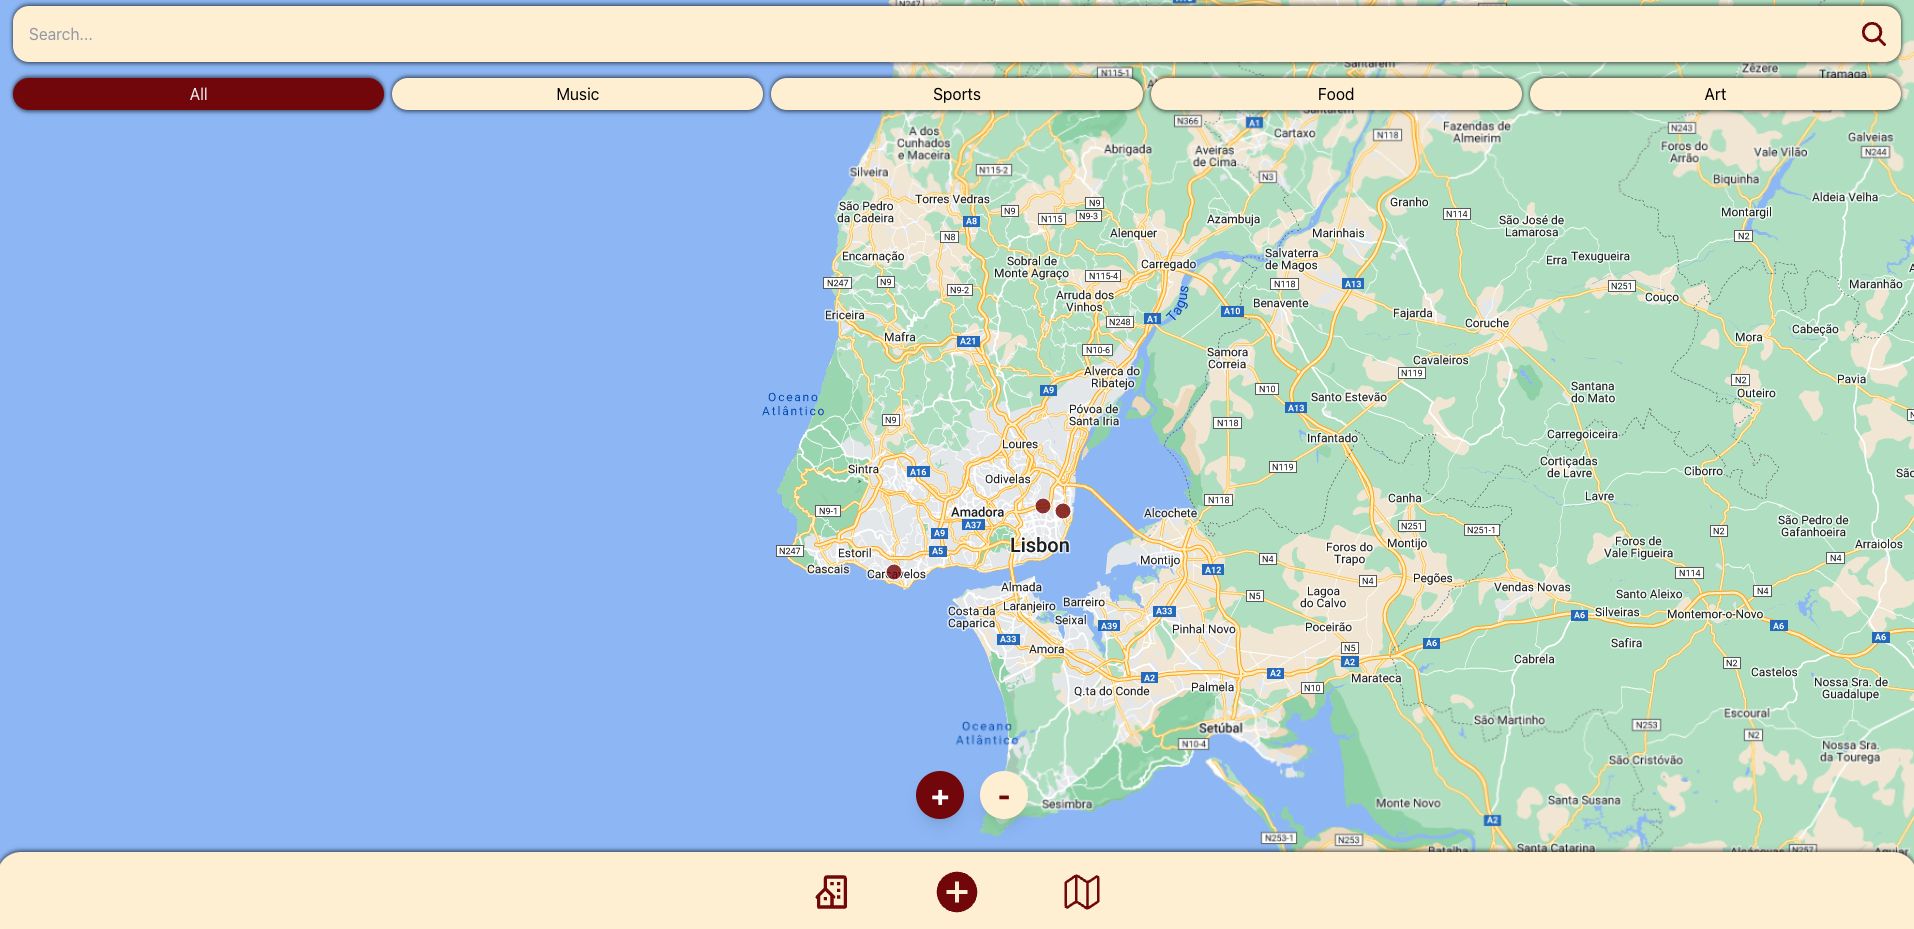 N247
Search...
Santarém
All
Music
Sports
Food
Art
N115-1
Zêzere
Tramaga
A dos
Cunhados
e Maceira
N366
A1
Cartaxo
N118
Fazendas de
Almeirim
N243
Galveias
N244
Abrigada
Aveiras
de Cima
Foros do
Arrão
Vale Vilão
Silveira
N115-2
N3
Biquinha
São Pedro
da Cadeira
Torres Vedras
A8
N9
N115
N9
N9-3
Azambuja
Granho
N114
São José de
Lamarosa
Montargil
Aldeia Velha
N8
Alenquer
Marinhais
N2
Encarnação
Sobral de
Monte Agraço
N115-4
Carregado
Salvaterra
de Magos
Erra
Texugueira
N247
N9
N9-2
Arruda dos
Vinhos
Tagus
N118
A13
N251
Couço
Maranhão
Benavente
Ericeira
N248
A1
A10
Fajarda
Coruche
Cabeção
Mafra
A21
N10-6
Samora
Correia
Cavaleiros
Mora
Alverca do
Ribatejo
N119
A9
N10
Santo Estevão
Santana
do Mato
N2
Pavia
Outeiro
Oceano
Atlântico
Póvoa de
Santa Iria
A13
N9
N118
Infantado
Carregoiceira
Loures
Sintra
A16
N119
Cortiçadas
de Lavre
Ciborro
Odivelas
N118
Canha
Lavre
N9-1
Amadora
A37
Alcochete
N251
N251-1
N2
São Pedro de
Gafanhoeira
A9
Lisbon
Montijo
Foros do
Trapo
Montijo
Foros de
Vale Figueira
Arraiolos
N247
Estoril
A5
N4
N4
Cascais
Carcavelos
A12
N4
Pegões
N114
Almada
Vendas Novas
Santo Aleixo
N4
Costa da
Caparica
Laranjeiro
Barreiro
Seixal
N5
Lagoa
do Calvo
A33
A39
A6
Silveiras
Montemor-o-Novo
A6
A33
Pinhal Novo
Poceirão
A6
A6
Amora
N5
Safira
A2
Cabrela
N2
A2
A2
Marateca
Castelos
Q.ta do Conde
Palmela
N10
Nossa Sra. de
Guadalupe
Oceano
Atlântico
Setúbal
São Martinho
N253
Escoural
N10-4
N2
Nossa Sra.
da Tourega
São Cristóvão
+
-
Sesimbra
Monte Novo
Santa Susana
A2
N253-1
N253
Santa Catarina
N257